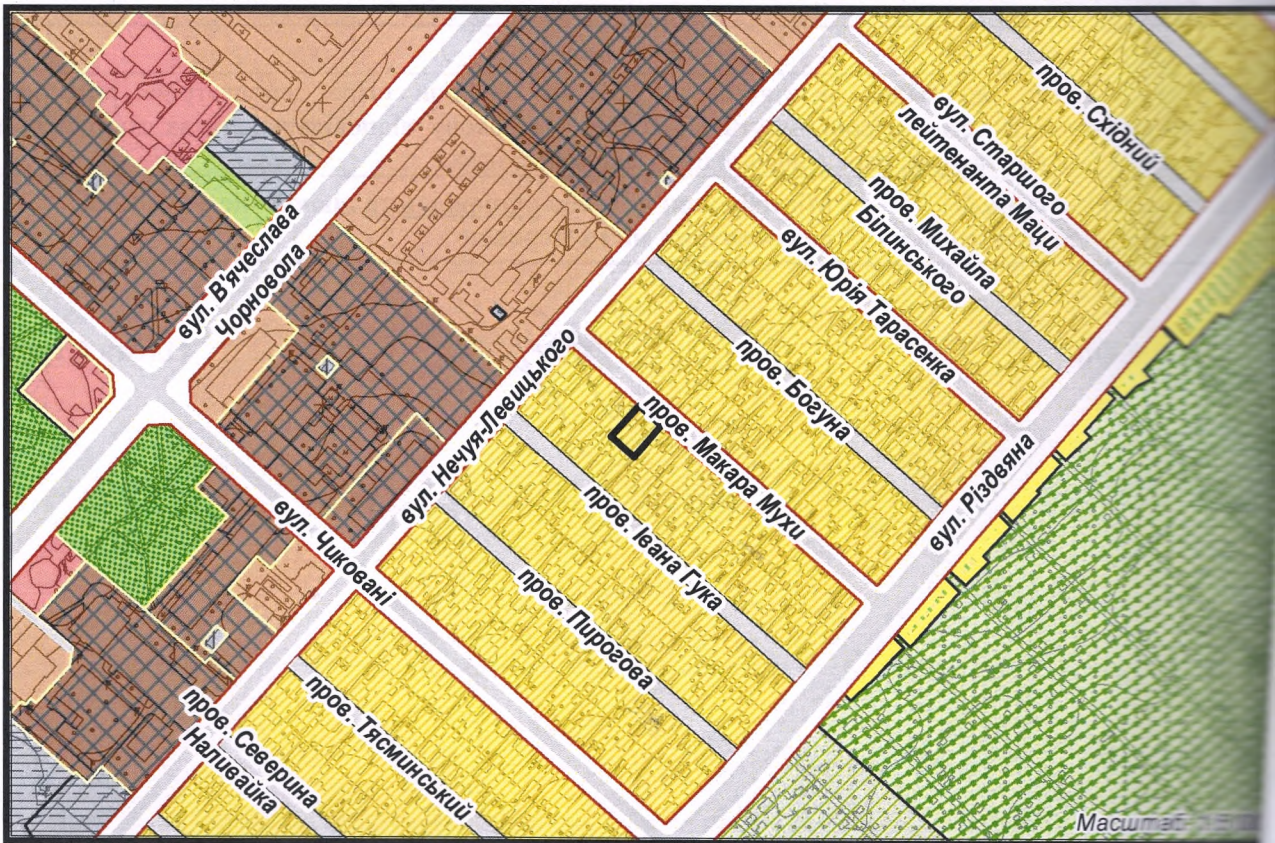 пров. Східний
вул. Старшого
лейтенанта Маци
пров. Михайла
Білинського
вул. Юрія Тарасенка
вул. В'ячеслава
Чорновола
пров. Богуна
вул. Нечуя-Левицького
пров. Макара Мухи
вул. Різдвяна
пров. Івана Гука
вул. Чиковані
пров. Пирогова
пров. Тясминський
пров. Северина
Наливайка
Масштаб